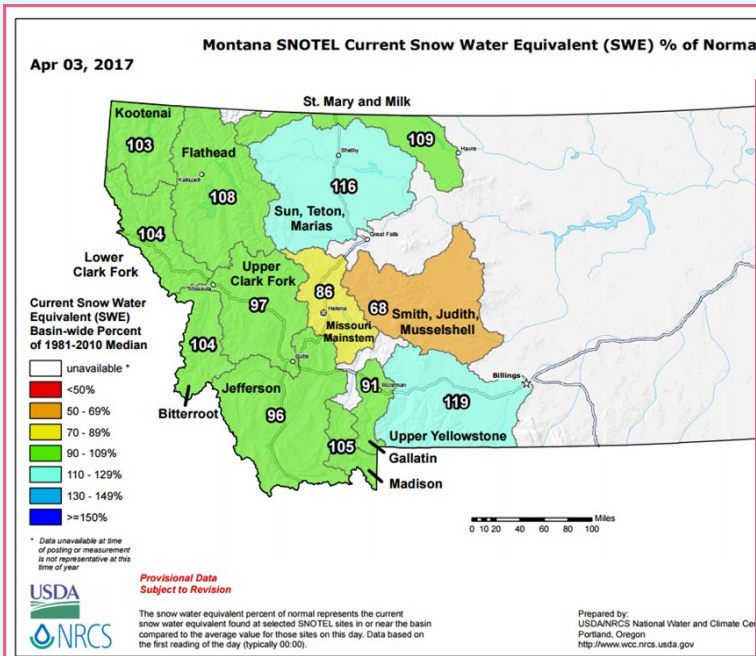 Montana SNOTEL Current Snow Water Equivalent (SWE) % of Norma
Apr 03, 2017
St. Mary and Milk
Kootenai
103
109
Havre
Flathead
Shelby
Kalispell
108
116
Sun, Teton,
Marias
104
Great Falls
Lower
Clark Fork
Upper
Clark Fork
86
68
Missoula
97
Helena
Smith, Judith,
Musselshell
Missouri
Mainstem
104
Butte
Billings
Bitterroot
Jefferson
91
Bozeman
96
119
105
Upper Yellowstone
Gallatin
Madison
Current Snow Water
Equivalent (SWE)
Basin-wide Percent
of 1981-2010 Median
unavailable *
<50%
50 - 69%
70 - 89%
90 - 109%
110 - 129%
130 - 149%
>=150%
* Data unavailable at time
of posting or measurement
is not representative at this
time of year
Miles
0 10 20 40 60 80 100
Provisional Data
Subject to Revision
USDA
NRCS
The snow water equivalent percent of normal represents the current
snow water equivalent found at selected SNOTEL sites in or near the basin
compared to the average value for those sites on this day. Data based on
the first reading of the day (typically 00:00).
Prepared by:
USDA/NRCS National Water and Climate Cen
Portland, Oregon
http://www.wcc.nrcs.usda.gov